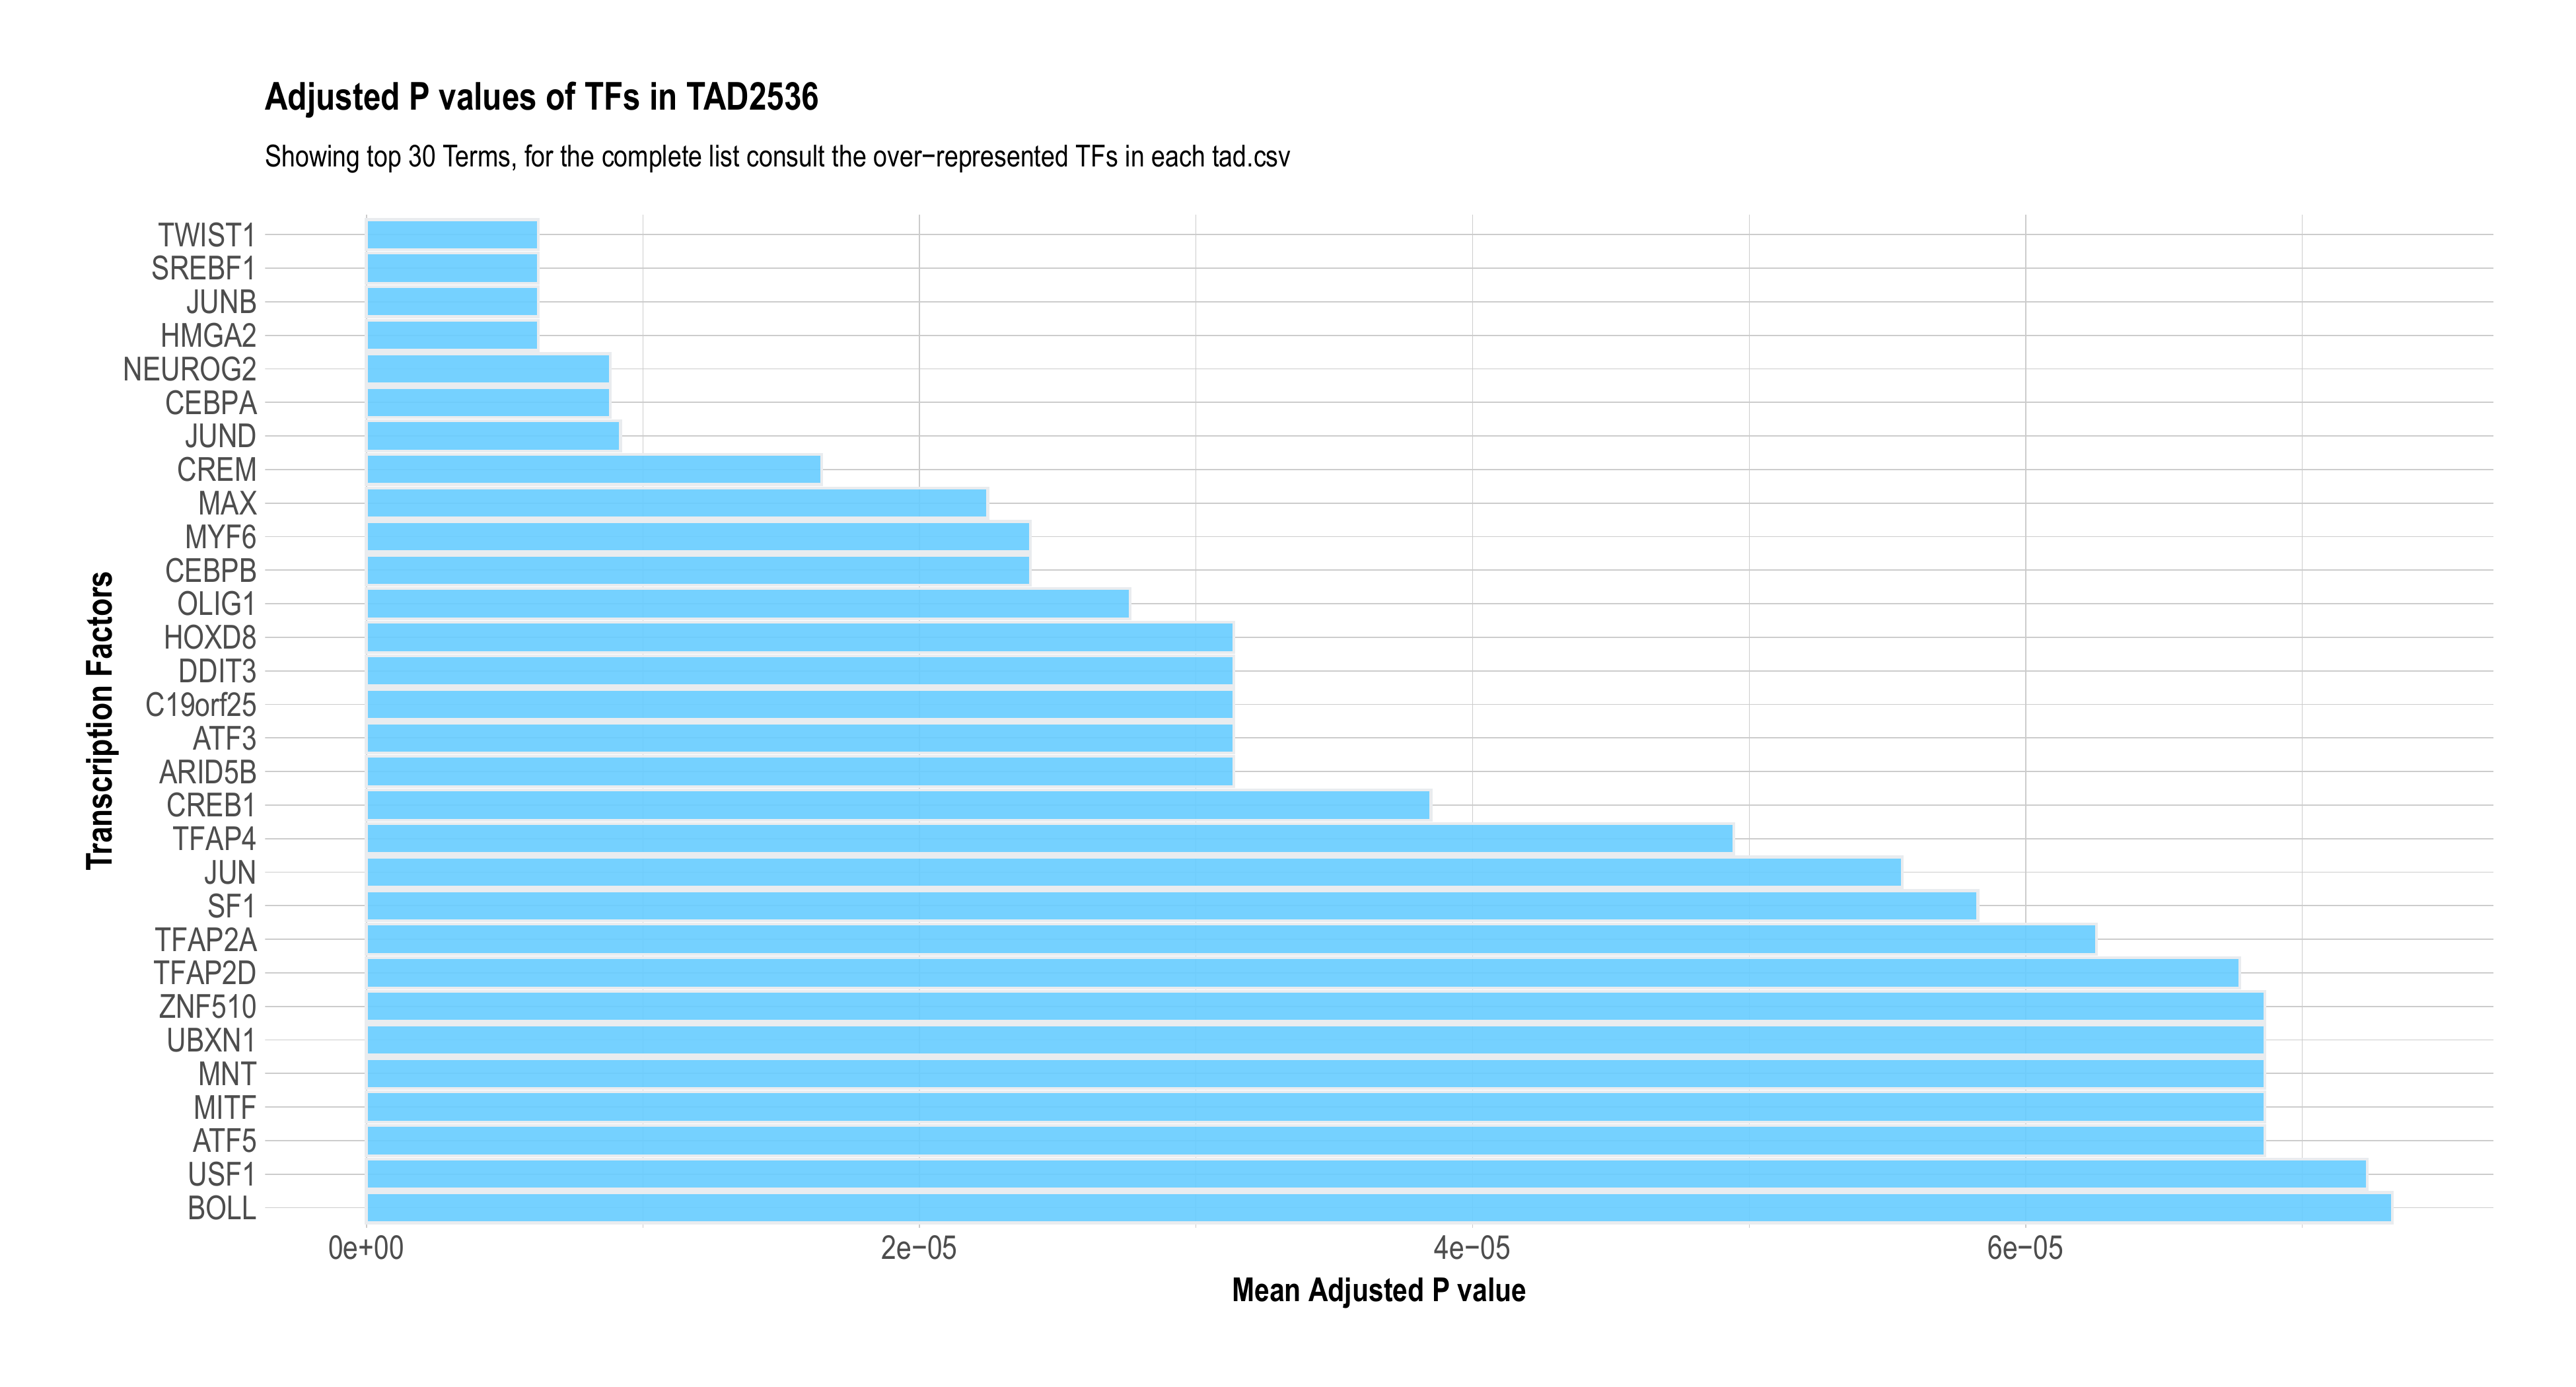 Adjusted P values of TFs in TAD2536
Showing top 30 Terms, for the complete list consult the over−represented TFs in each tad.csv
Transcription Factors
TWIST1
SREBF1
JUNB
HMGA2
NEUROG2
CEBPA
JUND
CREM
MAX
MYF6
CEBPB
OLIG1
HOXD8
DDIT3
C19orf25
ATF3
ARID5B
CREB1
TFAP4
JUN
SF1
TFAP2A
TFAP2D
ZNF510
UBXN1
MNT
MITF
ATF5
USF1
BOLL
0e+00 2e−05 4e−05 6e−05
Mean Adjusted P value